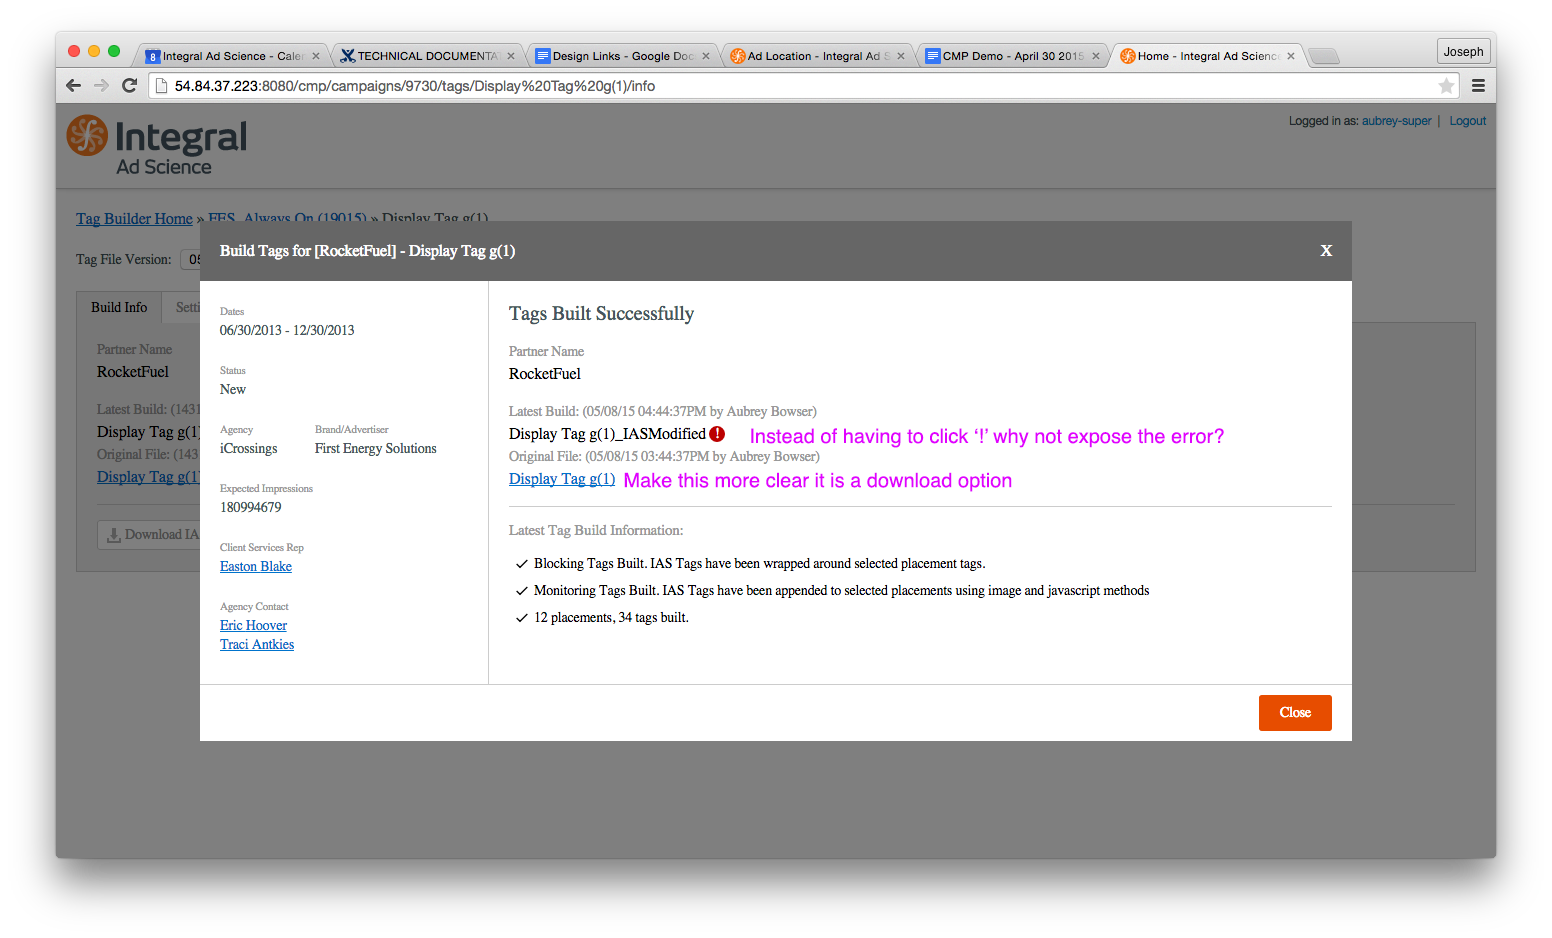 Integral Ad Science - Caler
TECHNICAL DOCUMENTAT
Design Links - Google Doc
Ad Location - Integral Ad S
CMP Demo - April 30 2015
Home - Integral Ad Science
Joseph
54.84.37.223:8080/cmp/campaigns/9730/tags/Display%20Tag%20g(1)/info
Integral
Ad Science
Logged in as: aubrey-super | Logout
Tag Builder Home » FES_Always On (19015) » Display Tag g(1)
Tag File Version: 05
Build Tags for [RocketFuel] - Display Tag g(1)
X
Build Info
Setti
Partner Name
RocketFuel
Latest Build: (1431
Display Tag g(1)
Original File: (143
Display Tag g(1)
Download IA
Dates
06/30/2013 - 12/30/2013
Status
New
Agency
iCrossings
Brand/Advertiser
First Energy Solutions
Expected Impressions
180994679
Client Services Rep
Easton Blake
Agency Contact
Eric Hoover
Traci Antkies
Tags Built Successfully
Partner Name
RocketFuel
Latest Build: (05/08/15 04:44:37PM by Aubrey Bowser)
Display Tag g(1)_IASModified ! Instead of having to click ‘!’ why not expose the error?
Original File: (05/08/15 03:44:37PM by Aubrey Bowser)
Display Tag g(1) Make this more clear it is a download option
Latest Tag Build Information:
✓ Blocking Tags Built. IAS Tags have been wrapped around selected placement tags.
✓ Monitoring Tags Built. IAS Tags have been appended to selected placements using image and javascript methods
✓ 12 placements, 34 tags built.
Close